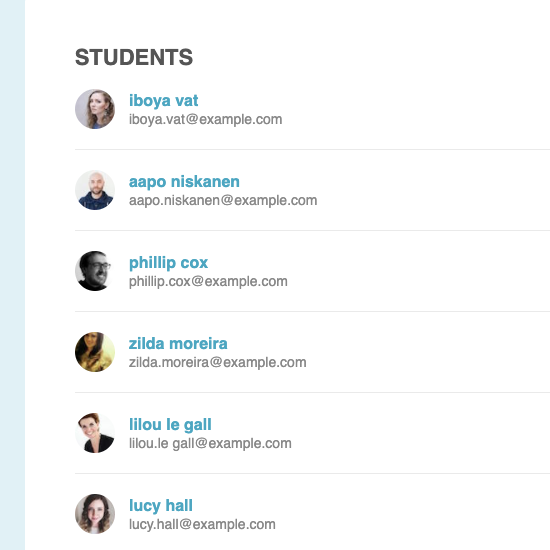 STUDENTS
iboya vat
iboya.vat@example.com
aapo niskanen
aapo.niskanen@example.com
phillip cox
phillip.cox@example.com
zilda moreira
zilda.moreira@example.com
lilou le gall
lilou.le gall@example.com
lucy hall
lucy.hall@example.com